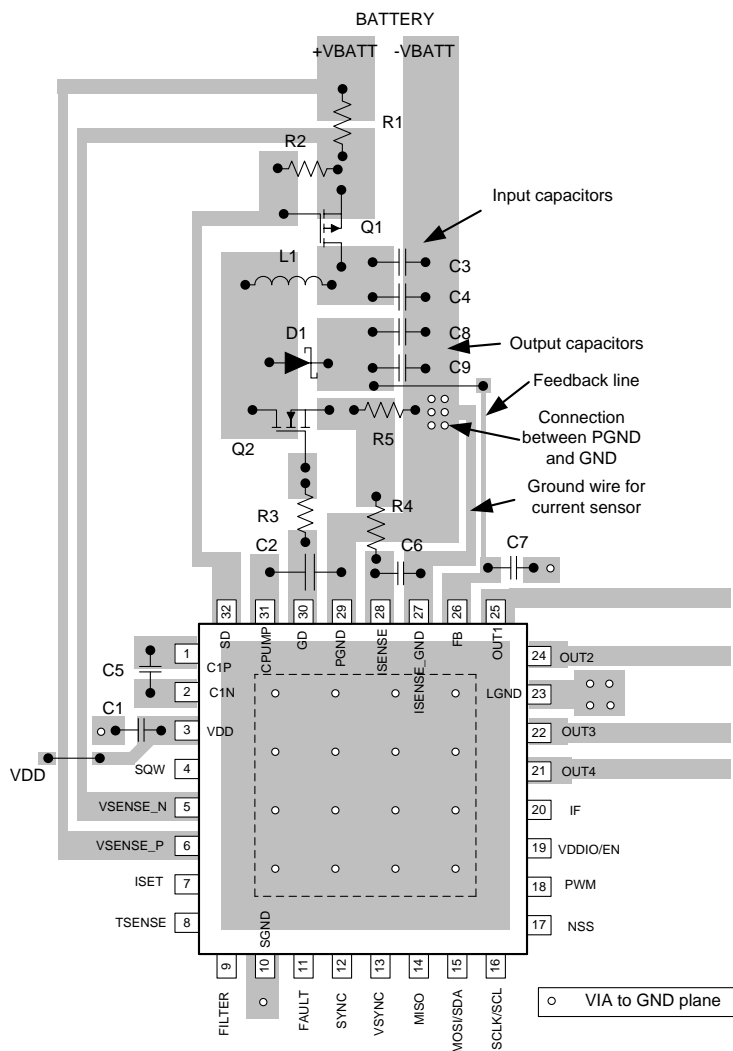 BATTERY
+VBATT
-VBATT
R1
R2
Q1
Input capacitors
L1
C3
C4
D1
C8
C9
Output capacitors
Feedback line
Q2
R5
Connection
between PGND
and GND
Ground wire for
current sensor
R3
R4
C2
C6
C7
32
31
30
29
28
27
26
25
SD
CPUMP
GD
PGND
ISENSE
ISENSE_GND
FB
OUT1
1
C1P
C5
2
C1N
C1
3
VDD
VDD
4
SQW
5
VSENSE_N
6
VSENSE_P
7
ISET
8
TSENSE
24
OUT2
23
LGND
22
OUT3
21
OUT4
20
IF
19
VDDIO/EN
18
PWM
17
NSS
SGND
9
10
11
12
13
14
15
16
FILTER
FAULT
SYNC
VSYNC
MISO
MOSI/SDA
SCLK/SCL
VIA to GND plane